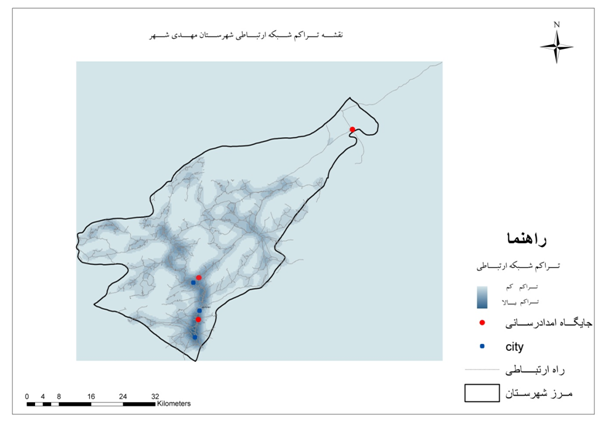 نقشه تراکم شبکه ارتباطی شهرستان مهدی شهر
N
راهنما
تراکم شبکه ارتباطی
تراکم کم
تراکم بالا
جایگاه امدادرسانی
city
راه ارتباطی
مرز شهرستان
0 4 8 16 24 32
Kilometers